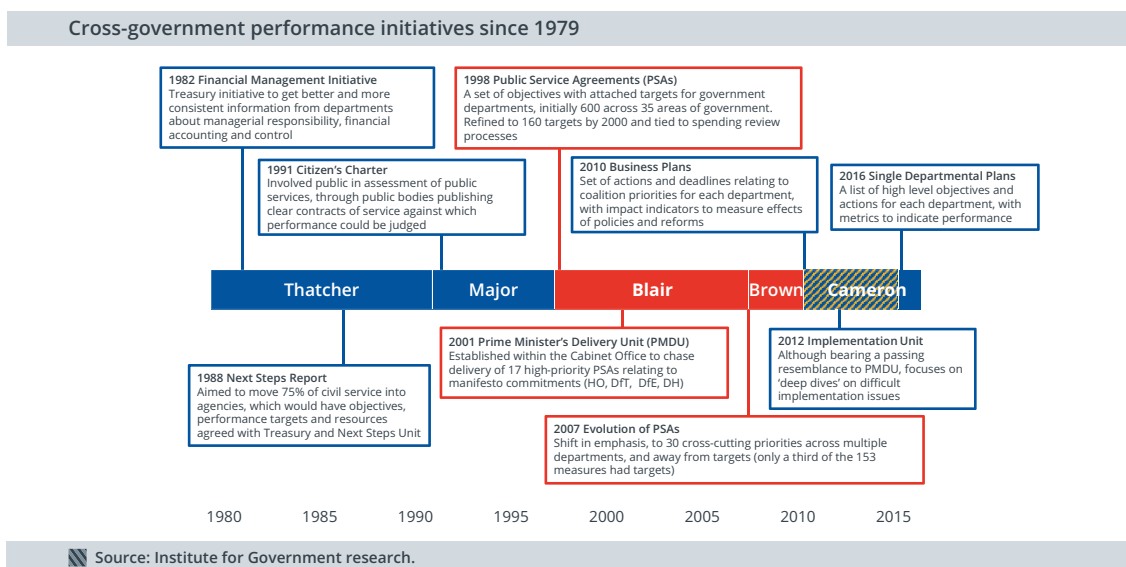 Cross-government performance initiatives since 1979
1982 Financial Management Initiative
Treasury initiative to get better and more
consistent information from departments
about managerial responsibility, financial
accounting and control
1998 Public Service Agreements (PSAs)
A set of objectives with attached targets for government
departments, initially 600 across 35 areas of government.
Refined to 160 targets by 2000 and tied to spending review
processes
1991 Citizen's Charter
Involved public in assessment of public
services, through public bodies publishing
clear contracts of service against which
performance could be judged
2010 Business Plans
Set of actions and deadlines relating to
coalition priorities for each department,
with impact indicators to measure effects
of policies and reforms
2016 Single Departmental Plans
A list of high level objectives and
actions for each department, with
metrics to indicate performance
Thatcher
Major
Blair
Brown
Cameron
1988 Next Steps Report
Aimed to move 75% of civil service into
agencies, which would have objectives,
performance targets and resources
agreed with Treasury and Next Steps Unit
2001 Prime Minister's Delivery Unit (PMDU)
Established within the Cabinet Office to chase
delivery of 17 high-priority PSAs relating to
manifesto commitments (HO, DfT, DfE, DH)
2012 Implementation Unit
Although bearing a passing
resemblance to PMDU, focuses on
'deep dives' on difficult
implementation issues
2007 Evolution of PSAs
Shift in emphasis, to 30 cross-cutting priorities across multiple
departments, and away from targets (only a third of the 153
measures had targets)
1980 1985 1990 1995 2000 2005 2010 2015
Source: Institute for Government research.